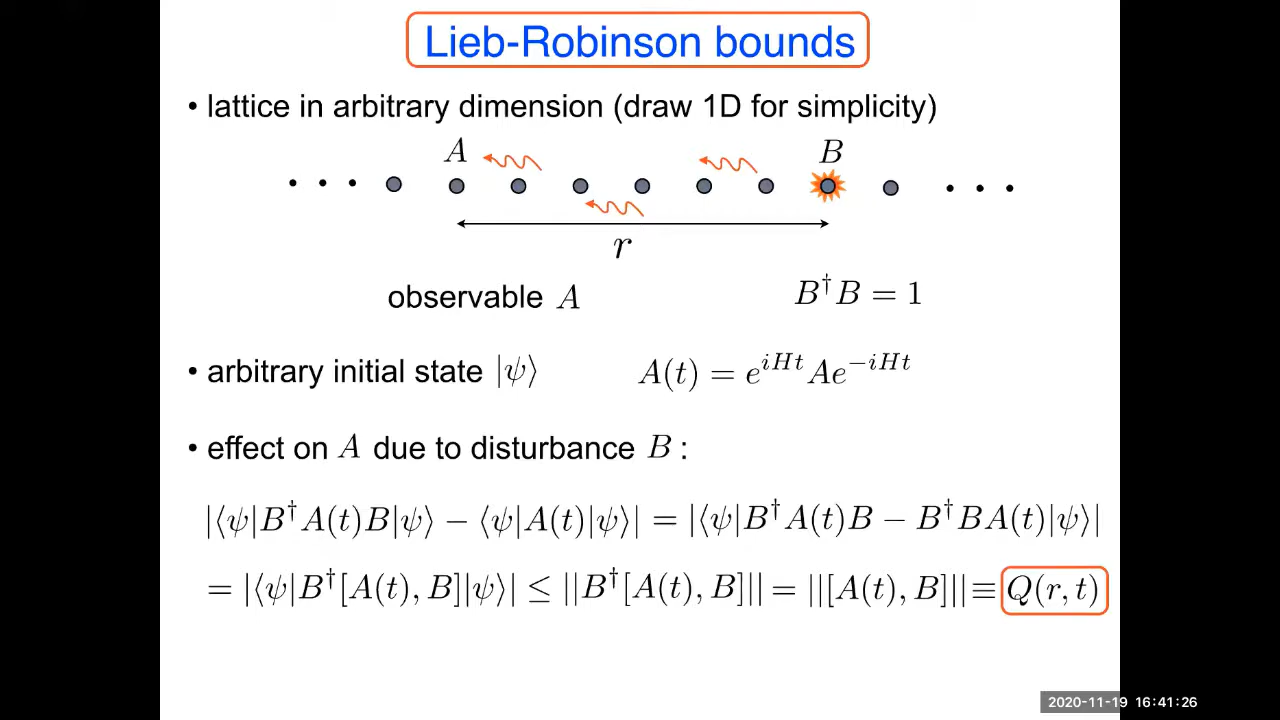 Lieb-Robinson bounds
• lattice in arbitrary dimension (draw 1D for simplicity)
A B
r
observable A B†B = 1
• arbitrary initial state |ψ⟩ A(t) = e^{iHt}Ae^{−iHt}
• effect on A due to disturbance B :
|⟨ψ|B†A(t)B|ψ⟩ − ⟨ψ|A(t)|ψ⟩| = |⟨ψ|B†A(t)B − B†BA(t)|ψ⟩|
= |⟨ψ|B†[A(t), B]|ψ⟩| ≤ ||B†[A(t), B]|| = ||[A(t), B]|| ≡ Q(r, t)
2020-11-19 16:41:26